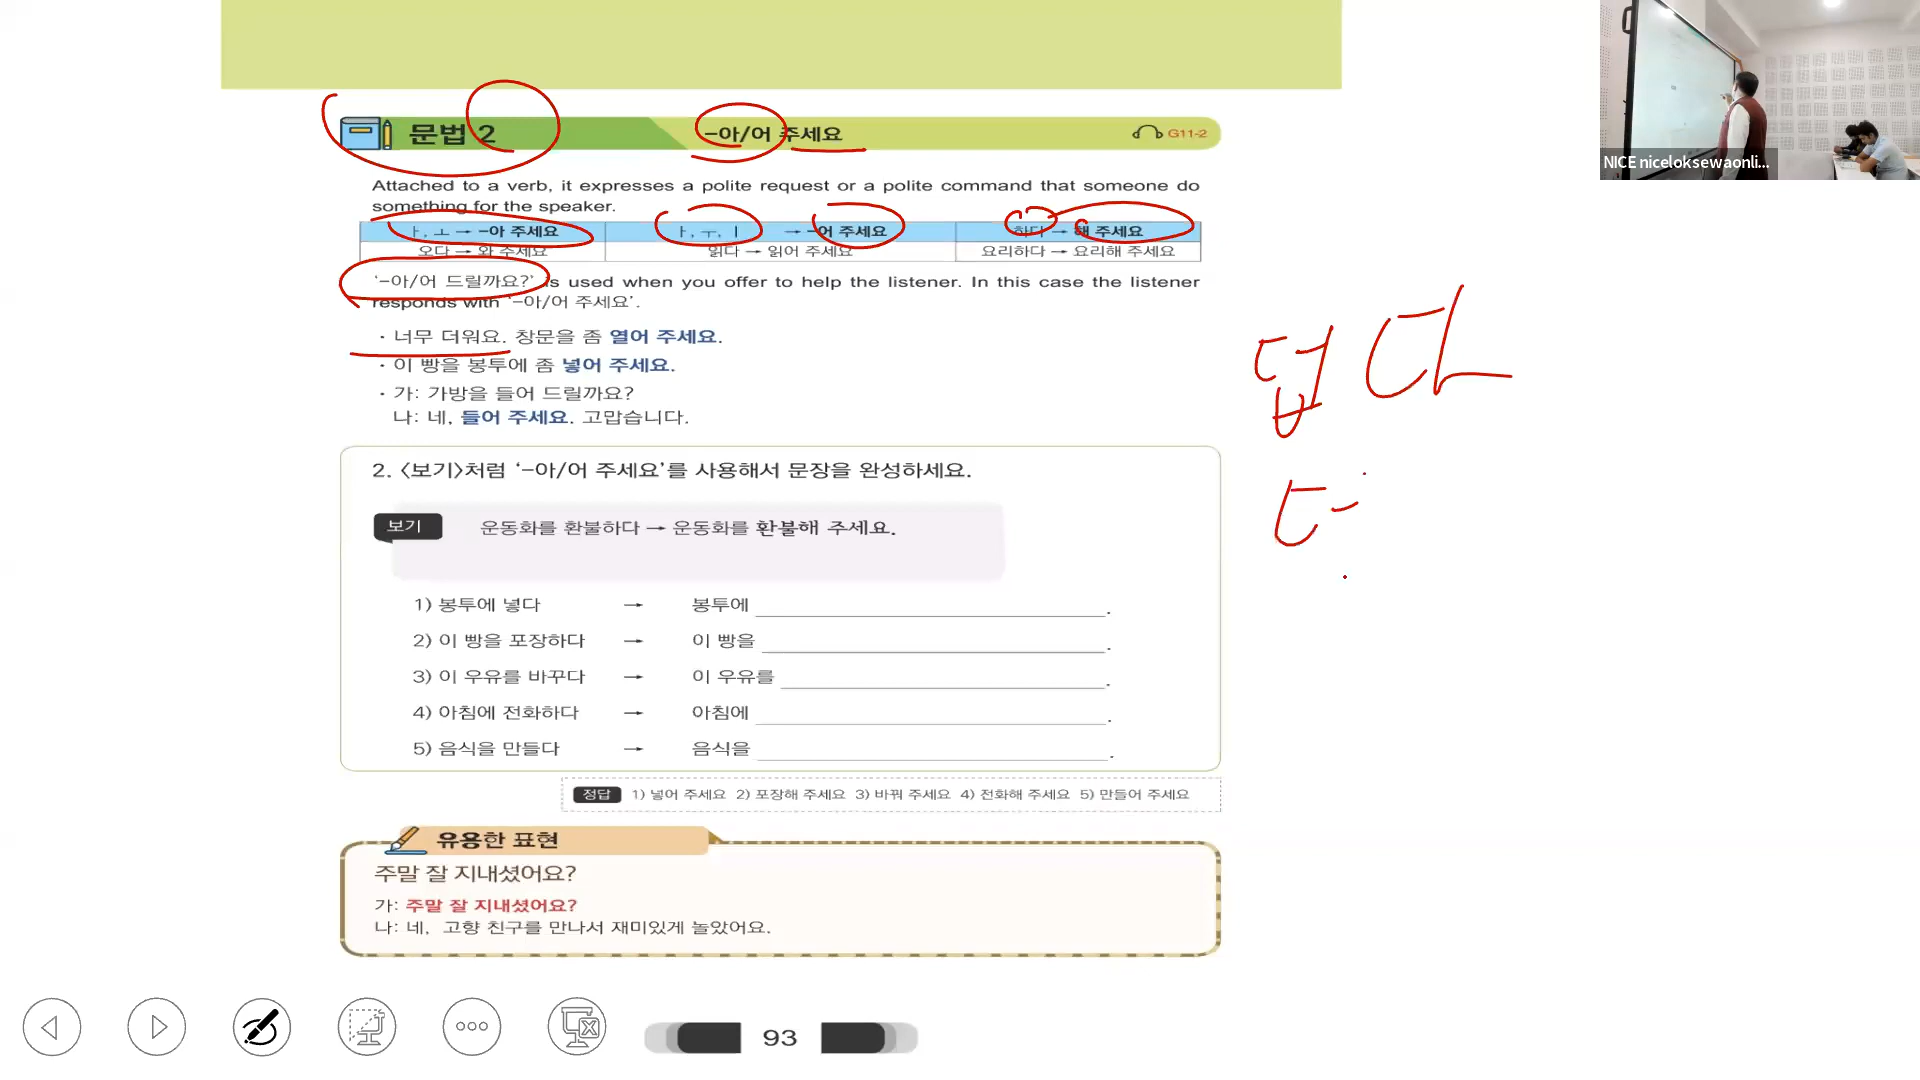 문법 2
-아/어 주세요
G11-2
Attached to a verb, it expresses a polite request or a polite command that someone do
something for the speaker.
ㅏ, ㅗ → -아 주세요
ㅓ, ㅜ, ㅣ → -어 주세요
하다 → 해 주세요
오다 → 와 주세요
읽다 → 읽어 주세요
요리하다 → 요리해 주세요
'-아/어 드릴까요?' is used when you offer to help the listener. In this case the listener
responds with '-아/어 주세요'.
· 너무 더워요. 창문을 좀 열어 주세요.
· 이 빵을 봉투에 좀 넣어 주세요.
· 가: 가방을 들어 드릴까요?
나: 네, 들어 주세요. 고맙습니다.
2. <보기>처럼 '-아/어 주세요'를 사용해서 문장을 완성하세요.
보기 운동화를 환불하다 → 운동화를 환불해 주세요.
1) 봉투에 넣다 → 봉투에 .
2) 이 빵을 포장하다 → 이 빵을 .
3) 이 우유를 바꾸다 → 이 우유를 .
4) 아침에 전화하다 → 아침에 .
5) 음식을 만들다 → 음식을 .
정답 1) 넣어 주세요 2) 포장해 주세요 3) 바꿔 주세요 4) 전화해 주세요 5) 만들어 주세요
유용한 표현
주말 잘 지내셨어요?
가: 주말 잘 지내셨어요?
나: 네, 고향 친구를 만나서 재미있게 놀았어요.
93
덥다
NICE niceloksewaonli...